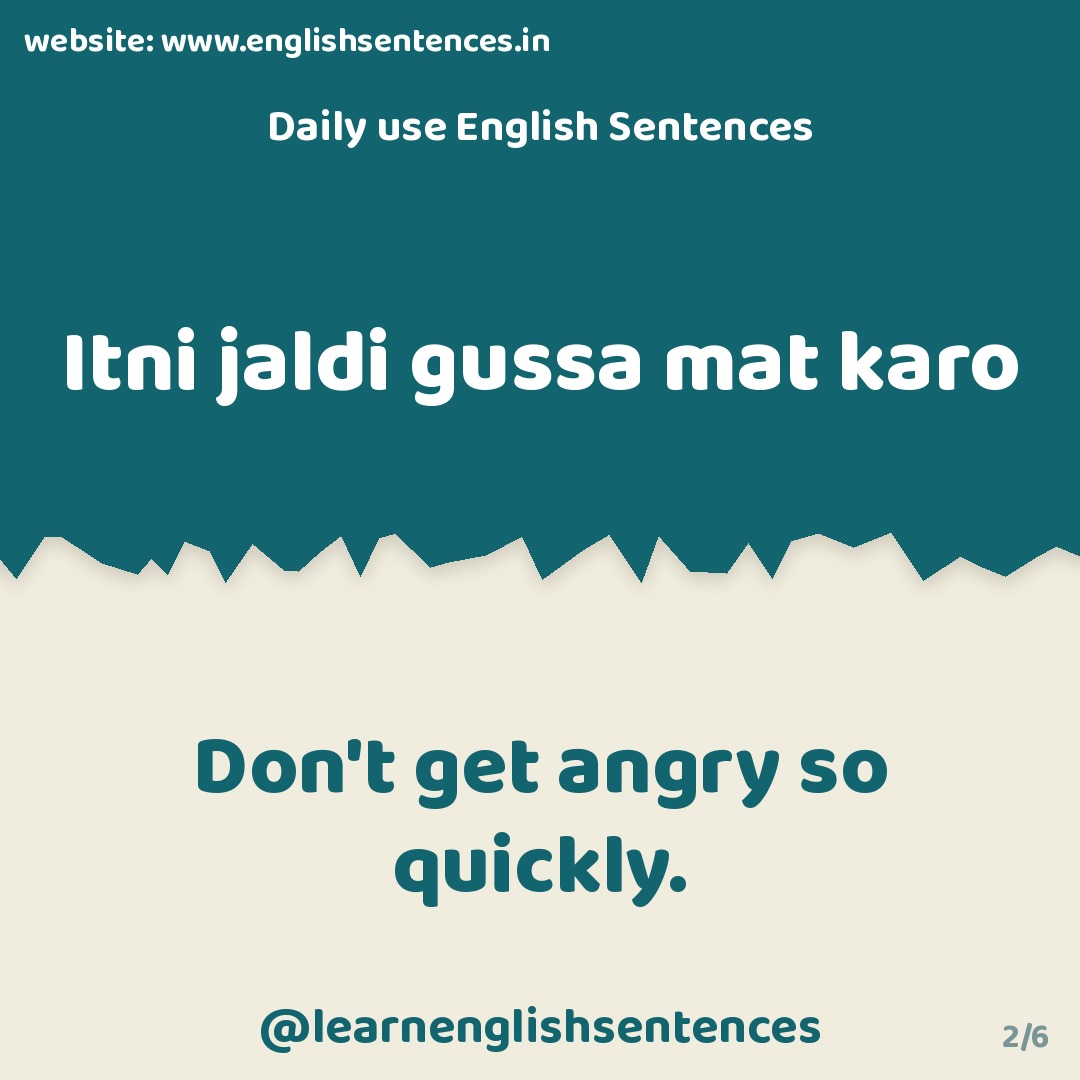 website: www.englishsentences.in
Daily use English Sentences
Itni jaldi gussa mat karo
Don't get angry so
quickly.
@learnenglishsentences
2/6